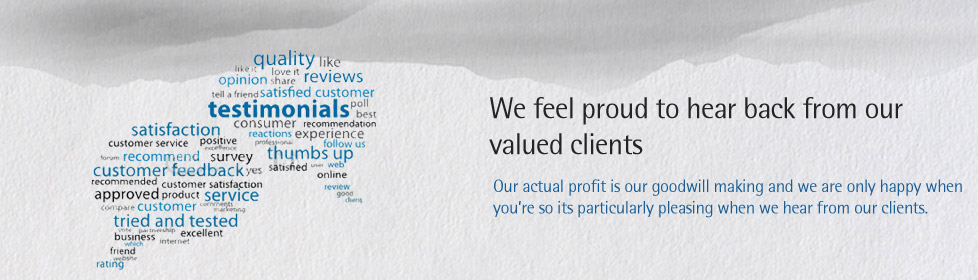 quality like
like it love it
opinion share reviews
tell a friend satisfied customer
testimonials poll
best
consumer recommendation
satisfaction reactions experience
customer service positive professional follow us
excellence
forum recommend survey thumbs up
customer feedback yes satisfied user web
online
recommended customer satisfaction review
approved product service good
client
compare customer comments
marketing
tried and tested
vote partnership
business excellent
which internet
friend
website
rating
We feel proud to hear back from our
valued clients
Our actual profit is our goodwill making and we are only happy when
you're so its particularly pleasing when we hear from our clients.